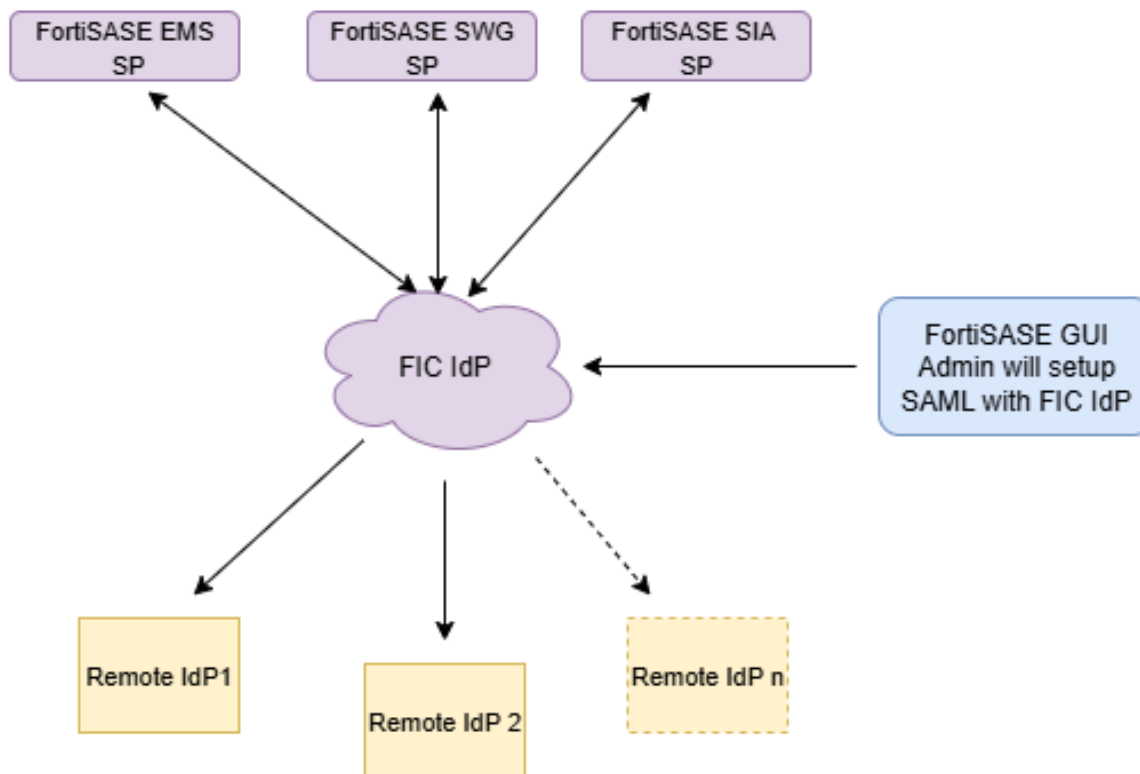 FortiSASE EMS
SP
FortiSASE SWG
SP
FortiSASE SIA
SP
FIC IdP
FortiSASE GUI
Admin will setup
SAML with FIC IdP
Remote IdP1
Remote IdP 2
Remote IdP n